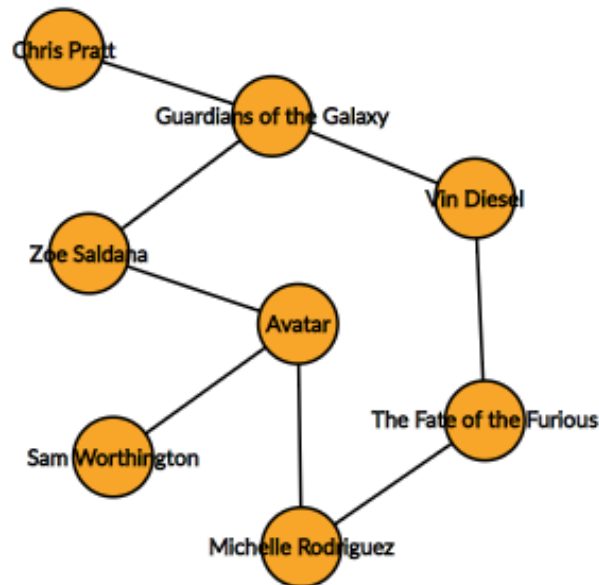 Chris Pratt
Guardians of the Galaxy
Vin Diesel
Zoe Saldana
Avatar
The Fate of the Furious
Sam Worthington
Michelle Rodriguez